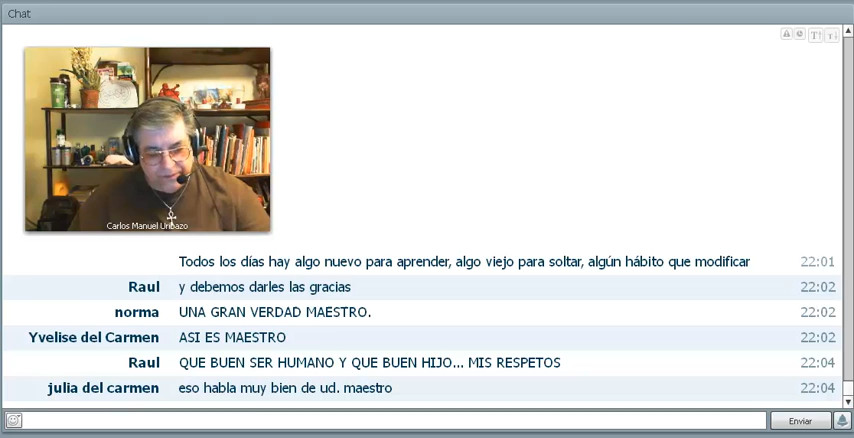 Chat
Carlos Manuel Uribazo
Todos los días hay algo nuevo para aprender, algo viejo para soltar, algún hábito que modificar 22:01
Raul y debemos darles las gracias 22:02
norma UNA GRAN VERDAD MAESTRO. 22:02
Yvelise del Carmen ASI ES MAESTRO 22:02
Raul QUE BUEN SER HUMANO Y QUE BUEN HIJO... MIS RESPETOS 22:04
julia del carmen eso habla muy bien de ud. maestro 22:04
Enviar